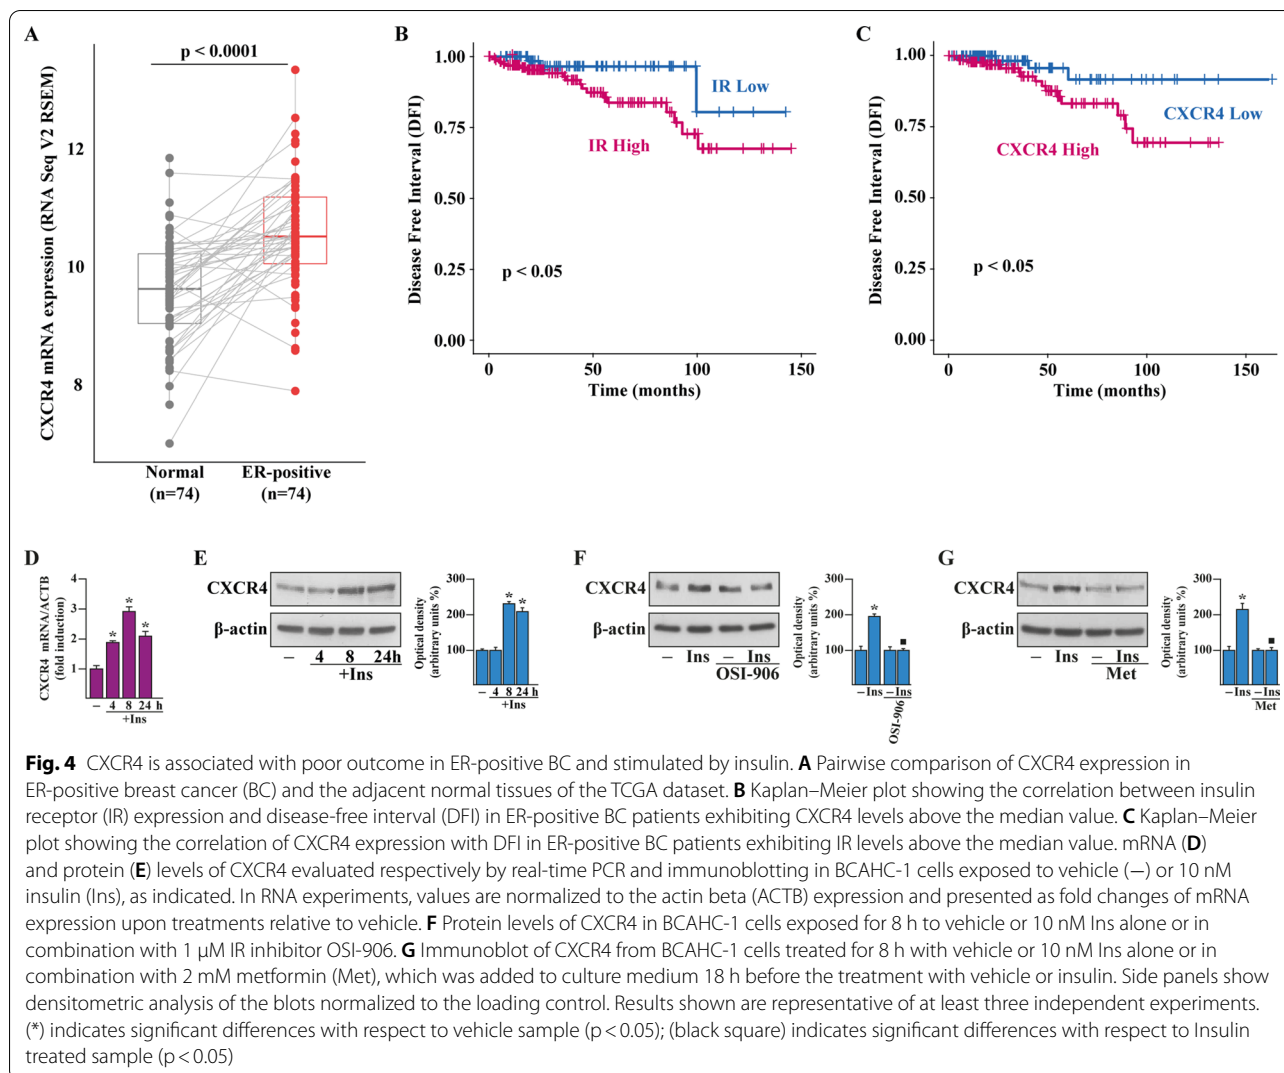 A
p < 0.0001
CXCR4 mRNA expression (RNA Seq V2 RSEM)
12
10
8
Normal
(n=74)
ER-positive
(n=74)
B
Disease Free Interval (DFI)
1.00
0.75
0.50
0.25
0.00
IR Low
IR High
p < 0.05
0
50
100
150
Time (months)
C
Disease Free Interval (DFI)
1.00
0.75
0.50
0.25
0.00
CXCR4 Low
CXCR4 High
p < 0.05
0
50
100
150
Time (months)
D
CXCR4 mRNA/ACTB
(fold induction)
4
3
2
1
* * *
– 4 8 24 h
+Ins
E
CXCR4
β-actin
– 4 8 24h
+Ins
Optical density
(arbitrary units %)
300
200
100
* *
– 4 8 24 h
+Ins
F
CXCR4
β-actin
– Ins – Ins
OSI-906
Optical density
(arbitrary units %)
300
200
100
* ■
– Ins – Ins
OSI-906
G
CXCR4
β-actin
– Ins – Ins
Met
Optical density
(arbitrary units %)
300
200
100
* ■
– Ins – Ins
Met
Fig. 4 CXCR4 is associated with poor outcome in ER-positive BC and stimulated by insulin. A Pairwise comparison of CXCR4 expression in
ER-positive breast cancer (BC) and the adjacent normal tissues of the TCGA dataset. B Kaplan–Meier plot showing the correlation between insulin
receptor (IR) expression and disease-free interval (DFI) in ER-positive BC patients exhibiting CXCR4 levels above the median value. C Kaplan–Meier
plot showing the correlation of CXCR4 expression with DFI in ER-positive BC patients exhibiting IR levels above the median value. mRNA (D)
and protein (E) levels of CXCR4 evaluated respectively by real-time PCR and immunoblotting in BCAHC-1 cells exposed to vehicle (—) or 10 nM
insulin (Ins), as indicated. In RNA experiments, values are normalized to the actin beta (ACTB) expression and presented as fold changes of mRNA
expression upon treatments relative to vehicle. F Protein levels of CXCR4 in BCAHC-1 cells exposed for 8 h to vehicle or 10 nM Ins alone or in
combination with 1 µM IR inhibitor OSI-906. G Immunoblot of CXCR4 from BCAHC-1 cells treated for 8 h with vehicle or 10 nM Ins alone or in
combination with 2 mM metformin (Met), which was added to culture medium 18 h before the treatment with vehicle or insulin. Side panels show
densitometric analysis of the blots normalized to the loading control. Results shown are representative of at least three independent experiments.
(*) indicates significant differences with respect to vehicle sample (p < 0.05); (black square) indicates significant differences with respect to Insulin
treated sample (p < 0.05)